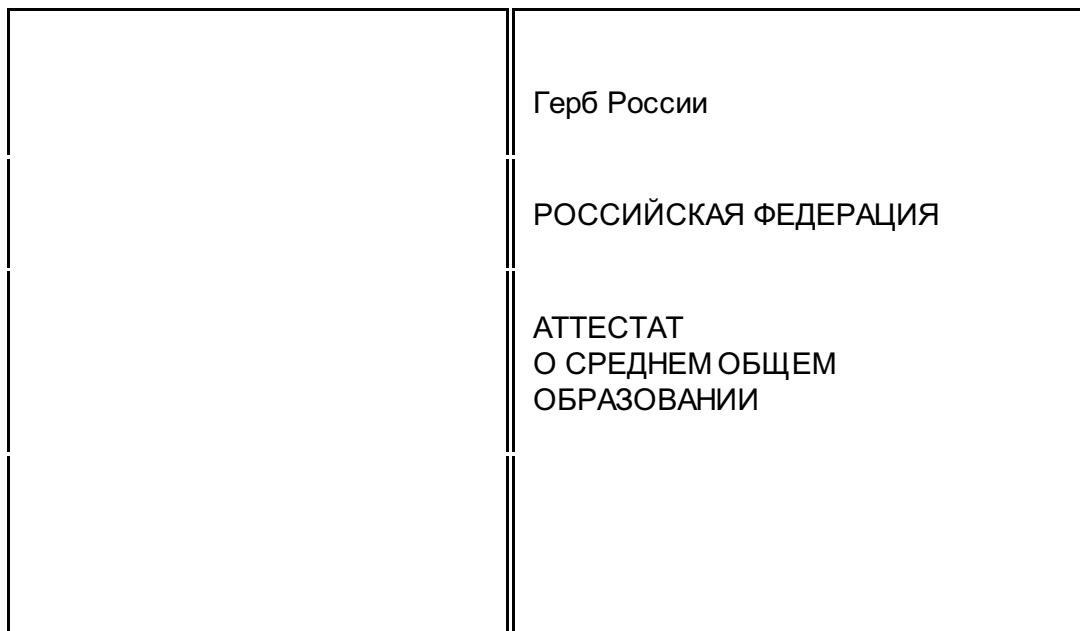 Герб России
РОССИЙСКАЯ ФЕДЕРАЦИЯ
АТТЕСТАТ
О СРЕДНЕМ ОБЩЕМ
ОБРАЗОВАНИИ